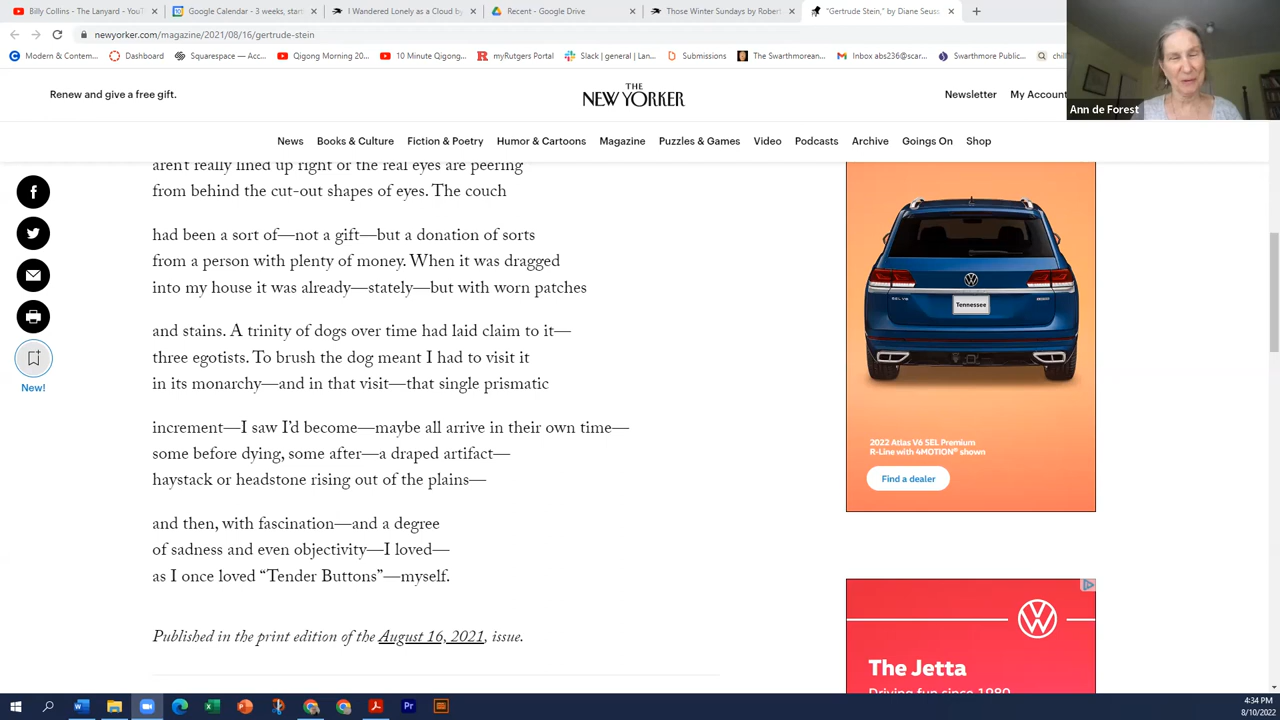 Billy Collins - The Lanyard - You
Google Calendar - 3 weeks, start
I Wandered Lonely as a Cloud by
Recent - Google Drive
Those Winter Sundays by Robert
"Gertrude Stein," by Diane Seus
newyorker.com/magazine/2021/08/16/gertrude-stein
Modern & Contem...
Dashboard
Squarespace — Acc...
Qigong Morning 20...
10 Minute Qigong...
myRutgers Portal
Slack | general | Lan...
Submissions
The Swarthmorean...
Inbox abs236@scar...
Swarthmore Public...
chill
Ann de Forest
Renew and give a free gift.
THE
NEW YORKER
Newsletter
My Account
News
Books & Culture
Fiction & Poetry
Humor & Cartoons
Magazine
Puzzles & Games
Video
Podcasts
Archive
Goings On
Shop
aren't really lined up right or the real eyes are peering
from behind the cut-out shapes of eyes. The couch
had been a sort of—not a gift—but a donation of sorts
from a person with plenty of money. When it was dragged
into my house it was already—stately—but with worn patches
and stains. A trinity of dogs over time had laid claim to it—
three egotists. To brush the dog meant I had to visit it
in its monarchy—and in that visit—that single prismatic
increment—I saw I'd become—maybe all arrive in their own time—
some before dying, some after—a draped artifact—
haystack or headstone rising out of the plains—
and then, with fascination—and a degree
of sadness and even objectivity—I loved—
as I once loved “Tender Buttons”—myself.
Published in the print edition of the August 16, 2021, issue.
New!
Tennessee
2022 Atlas V6 SEL Premium
R-Line with 4MOTION® shown
Find a dealer
The Jetta
Driving fun since 1980
4:34 PM
8/10/2022